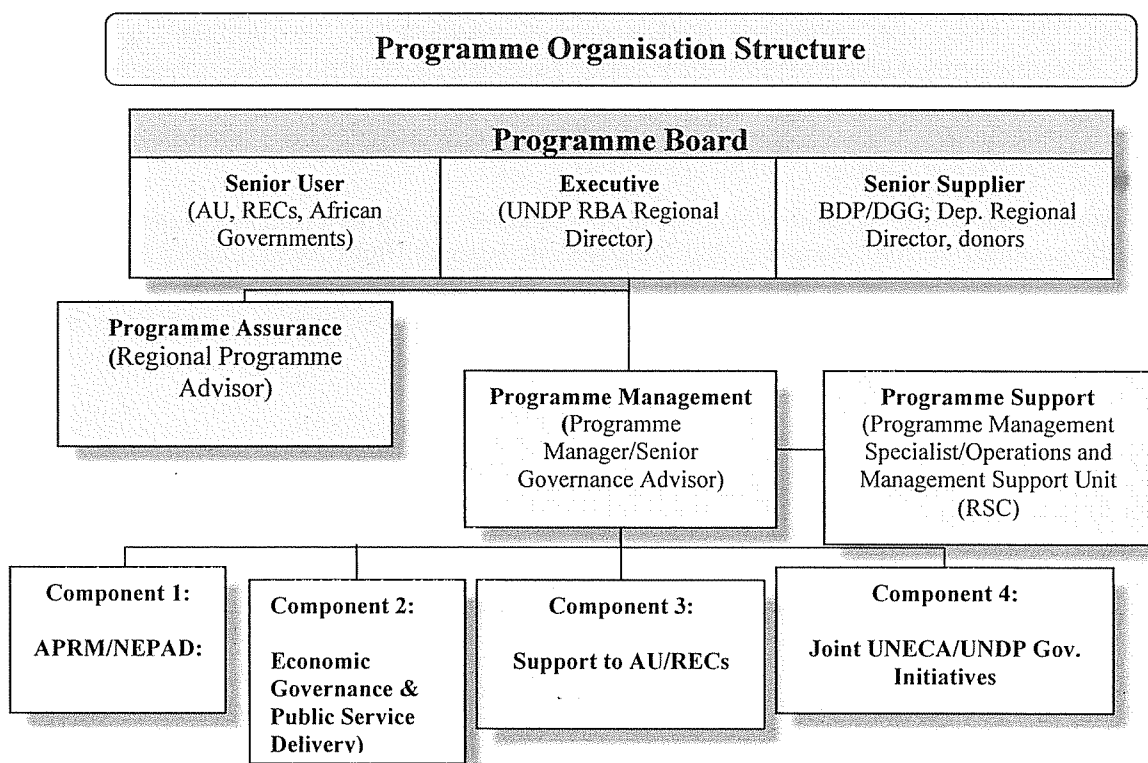 Programme Organisation Structure
Programme Board
Senior User
(AU, RECs, African
Governments)
Executive
(UNDP RBA Regional
Director)
Senior Supplier
BDP/DGG; Dep. Regional
Director, donors
Programme Assurance
(Regional Programme
Advisor)
Programme Management
(Programme
Manager/Senior
Governance Advisor)
Programme Support
(Programme Management
Specialist/Operations and
Management Support Unit
(RSC)
Component 1:
APRM/NEPAD:
Component 2:
Economic
Governance &
Public Service
Delivery)
Component 3:
Support to AU/RECs
Component 4:
Joint UNECA/UNDP Gov.
Initiatives